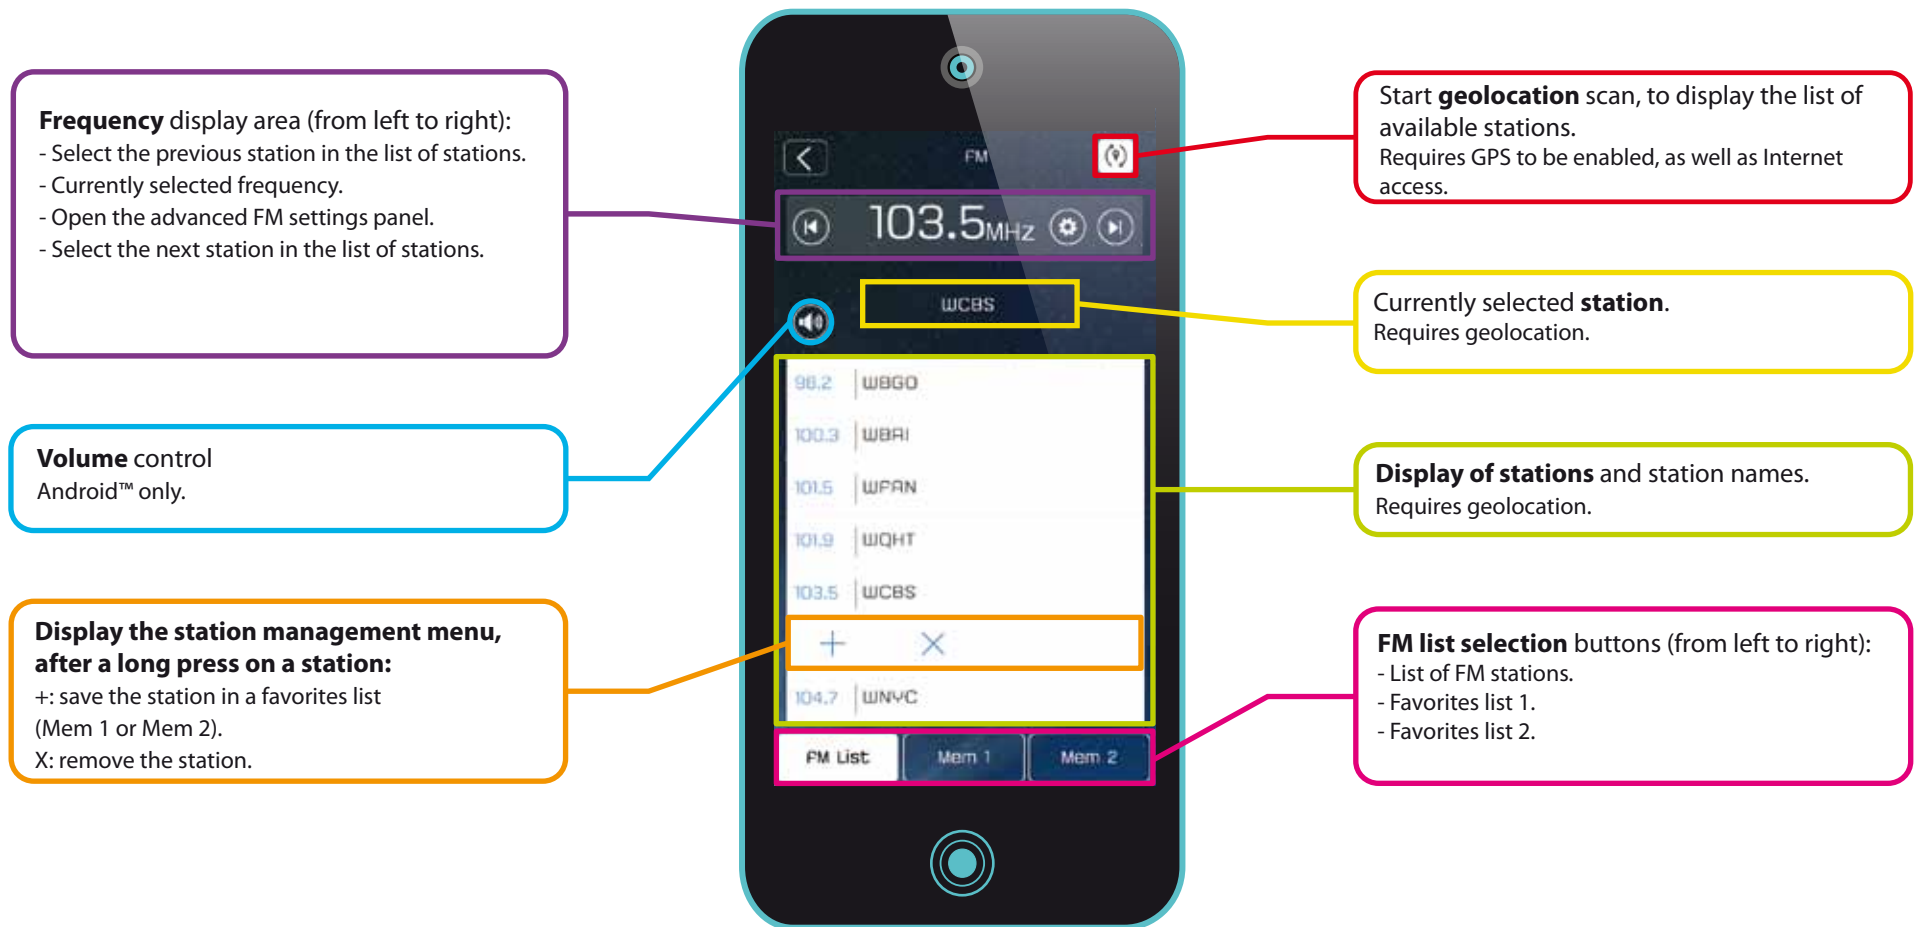 Frequency display area (from left to right):
- Select the previous station in the list of stations.
- Currently selected frequency.
- Open the advanced FM settings panel.
- Select the next station in the list of stations.
Volume control
Android™ only.
Display the station management menu,
after a long press on a station:
+: save the station in a favorites list
(Mem 1 or Mem 2).
X: remove the station.
FM
103.5MHz
WCBS
98.2 WBGO
100.3 WBAI
101.5 WFAN
101.9 WQHT
103.5 WCBS
104.7 WNYC
FM List Mem 1 Mem 2
Start geolocation scan, to display the list of
available stations.
Requires GPS to be enabled, as well as Internet
access.
Currently selected station.
Requires geolocation.
Display of stations and station names.
Requires geolocation.
FM list selection buttons (from left to right):
- List of FM stations.
- Favorites list 1.
- Favorites list 2.